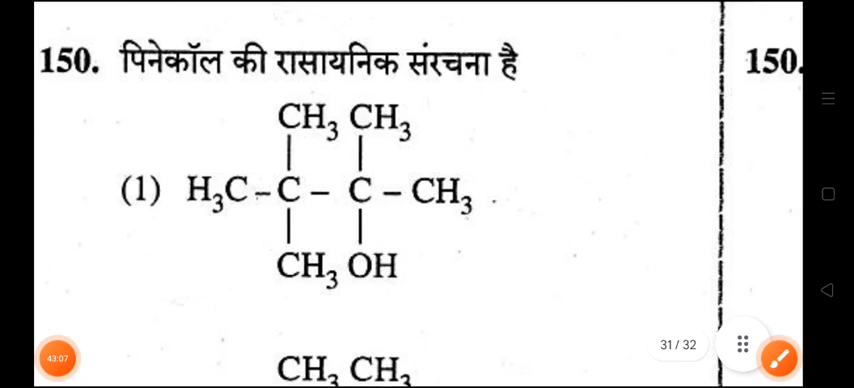 150. पिनेकॉल की रासायनिक संरचना है
150.
CH₃ CH₃
(1) H₃C – C – C – CH₃
CH₃ OH
CH₃ CH₃
31 / 32
43:07